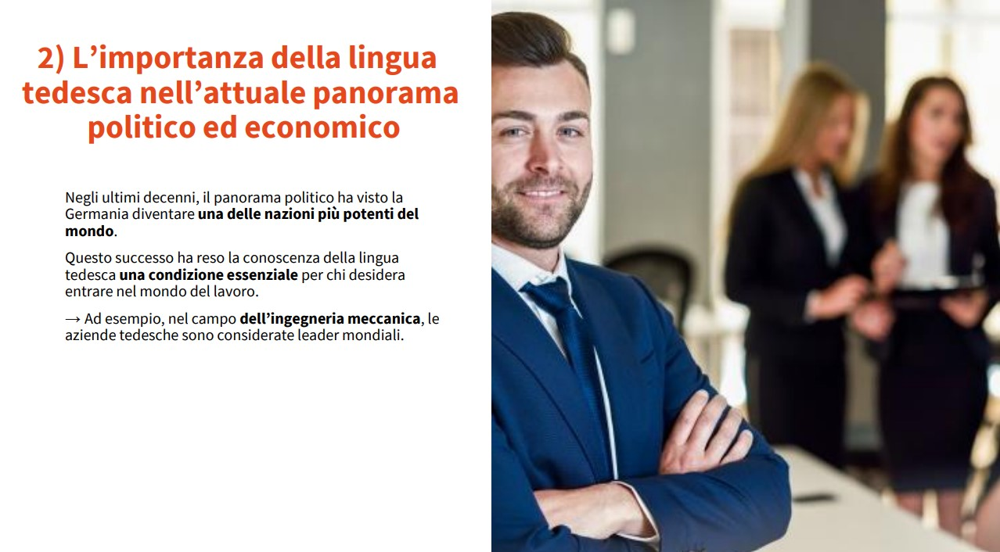 2) L’importanza della lingua
tedesca nell’attuale panorama
politico ed economico
Negli ultimi decenni, il panorama politico ha visto la
Germania diventare una delle nazioni più potenti del
mondo.
Questo successo ha reso la conoscenza della lingua
tedesca una condizione essenziale per chi desidera
entrare nel mondo del lavoro.
→ Ad esempio, nel campo dell’ingegneria meccanica, le
aziende tedesche sono considerate leader mondiali.